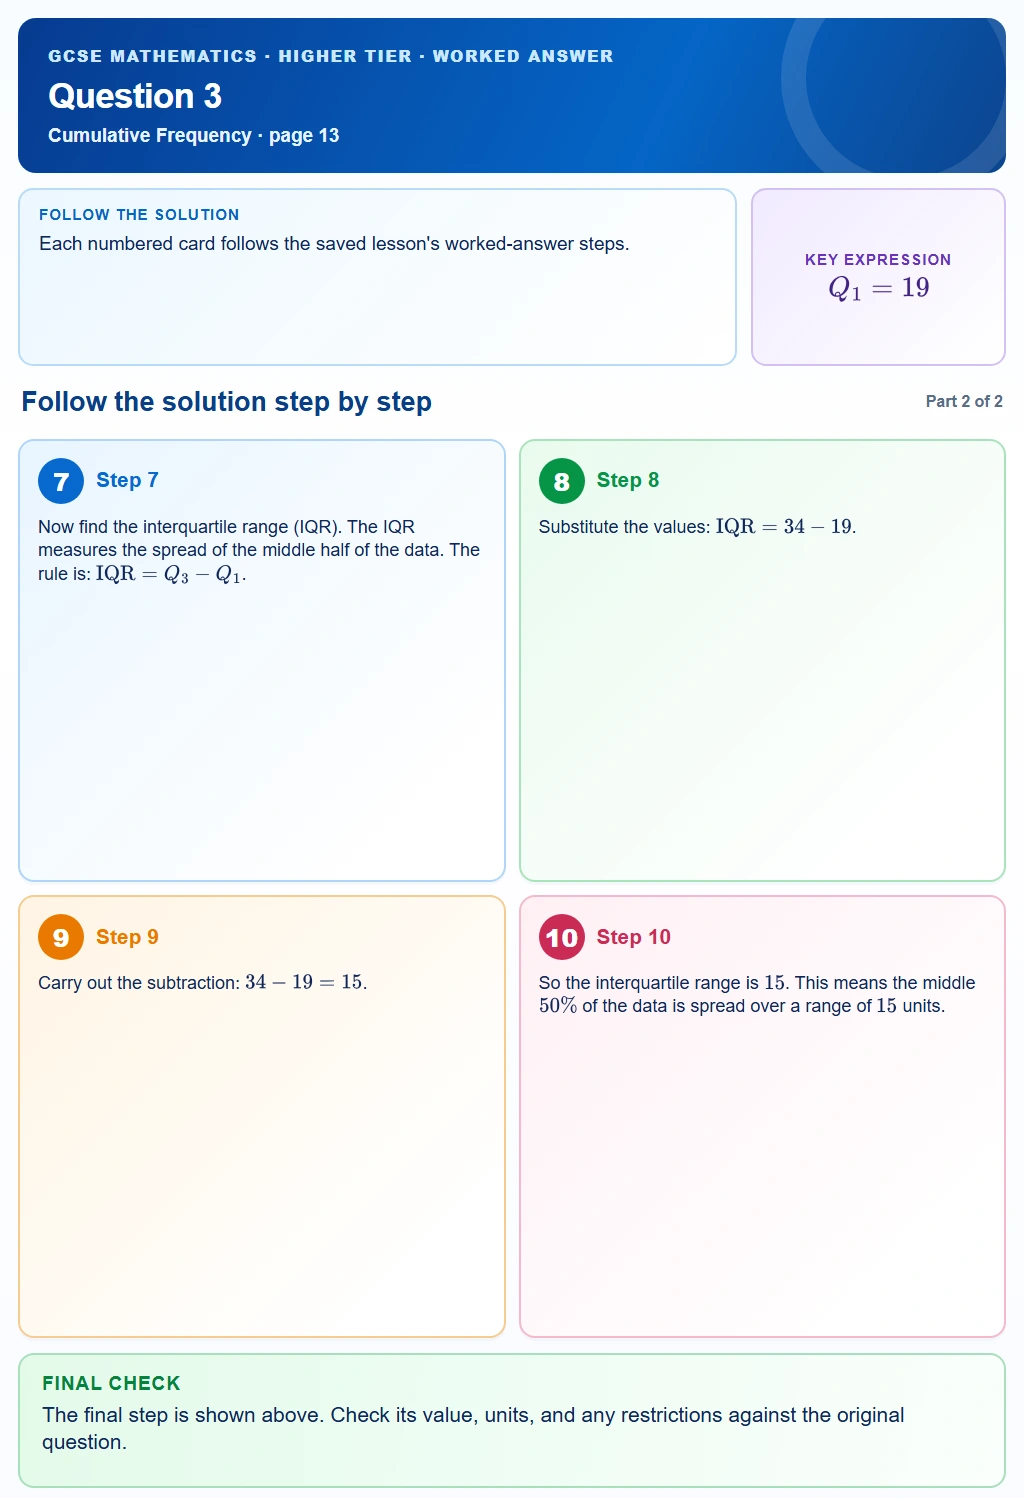 GCSE MATHEMATICS · HIGHER TIER · WORKED ANSWER
Question 3
Cumulative Frequency · page 13
FOLLOW THE SOLUTION
Each numbered card follows the saved lesson's worked-answer steps.
KEY EXPRESSION
Q₁ = 19
Follow the solution step by step
Part 2 of 2
7 Step 7
Now find the interquartile range (IQR). The IQR
measures the spread of the middle half of the data. The
rule is: IQR = Q₃ − Q₁.
8 Step 8
Substitute the values: IQR = 34 − 19.
9 Step 9
Carry out the subtraction: 34 − 19 = 15.
10 Step 10
So the interquartile range is 15. This means the middle
50% of the data is spread over a range of 15 units.
FINAL CHECK
The final step is shown above. Check its value, units, and any restrictions against the original
question.